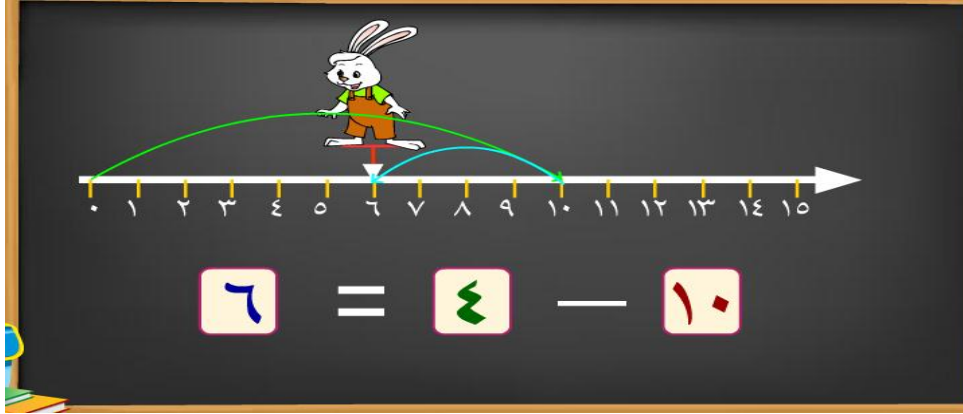 ٠ ١ ٢ ٣ ٤ ٥ ٦ ٧ ٨ ٩ ١٠ ١١ ١٢ ١٣ ١٤ ١٥
١٠ − ٤ = ٦